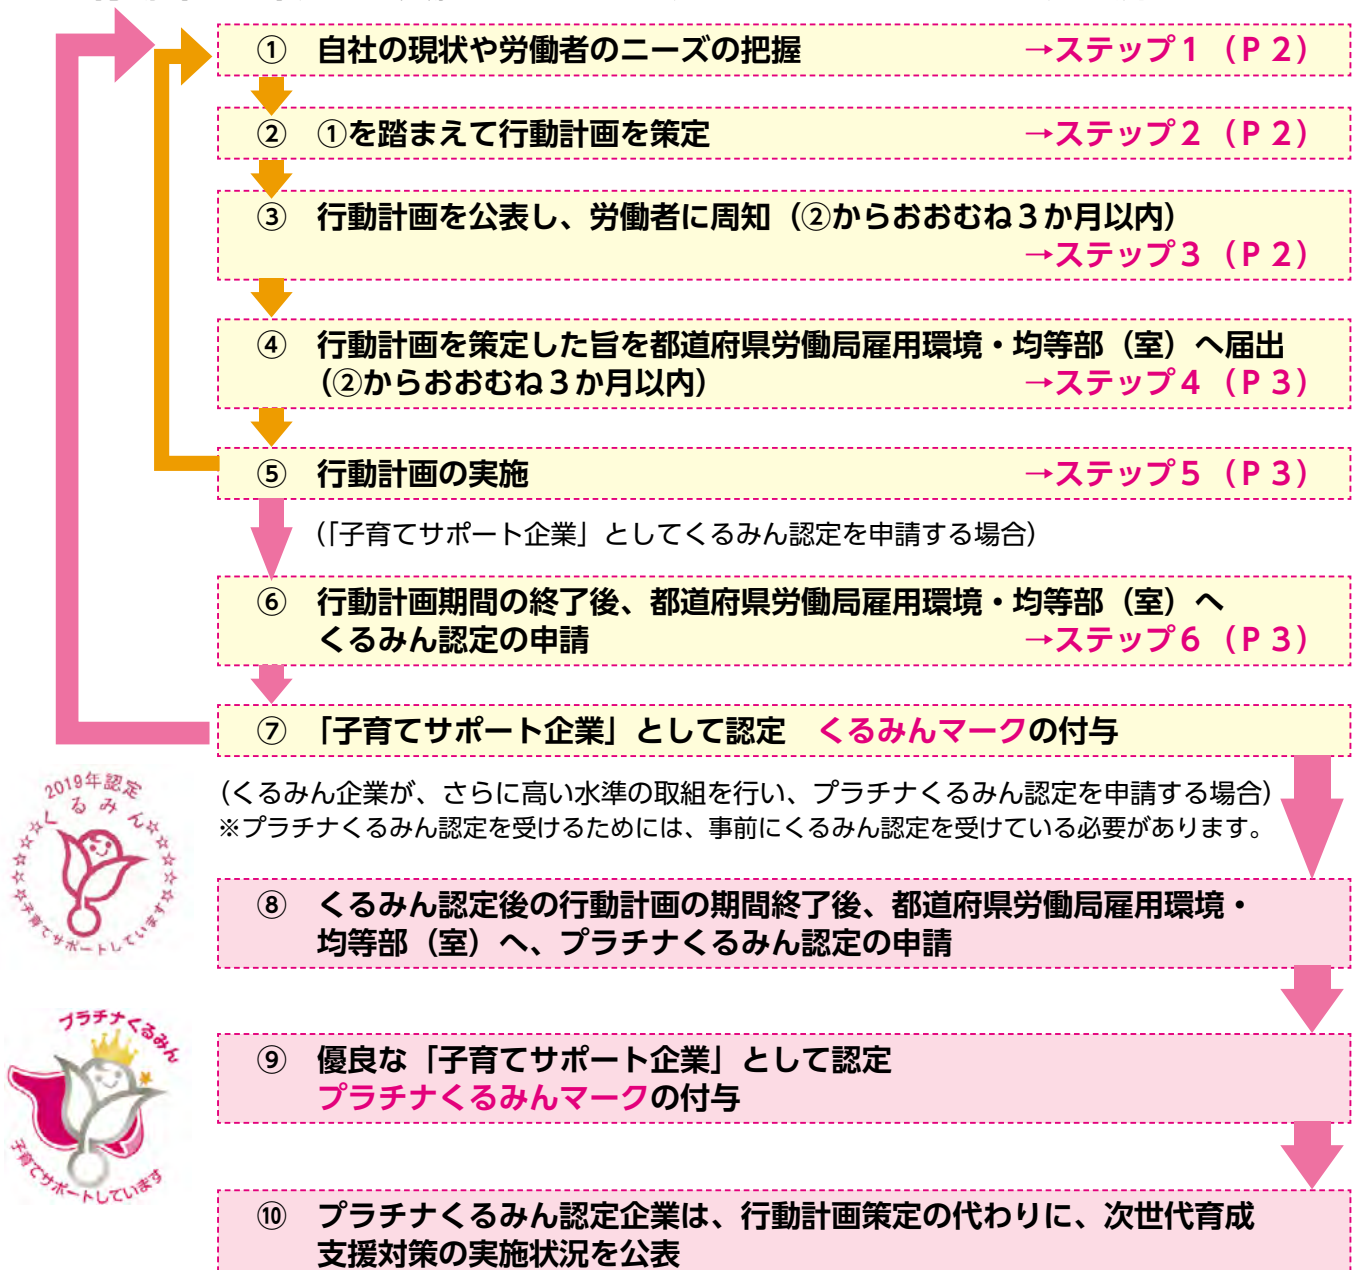 ① 自社の現状や労働者のニーズの把握 →ステップ1（P 2）
② ①を踏まえて行動計画を策定 →ステップ2（P 2）
③ 行動計画を公表し、労働者に周知（②からおおむね３か月以内）
→ステップ3（P 2）
④ 行動計画を策定した旨を都道府県労働局雇用環境・均等部（室）へ届出
（②からおおむね３か月以内） →ステップ4（P 3）
⑤ 行動計画の実施 →ステップ5（P 3）
（「子育てサポート企業」としてくるみん認定を申請する場合）
⑥ 行動計画期間の終了後、都道府県労働局雇用環境・均等部（室）へ
くるみん認定の申請 →ステップ6（P 3）
⑦ 「子育てサポート企業」として認定　くるみんマークの付与
2019年認定
くるみん
子育てサポートしています
（くるみん企業が、さらに高い水準の取組を行い、プラチナくるみん認定を申請する場合）
※プラチナくるみん認定を受けるためには、事前にくるみん認定を受けている必要があります。
⑧ くるみん認定後の行動計画の期間終了後、都道府県労働局雇用環境・
均等部（室）へ、プラチナくるみん認定の申請
プラチナくるみん
子育てサポートしています
⑨ 優良な「子育てサポート企業」として認定
プラチナくるみんマークの付与
⑩ プラチナくるみん認定企業は、行動計画策定の代わりに、次世代育成
支援対策の実施状況を公表